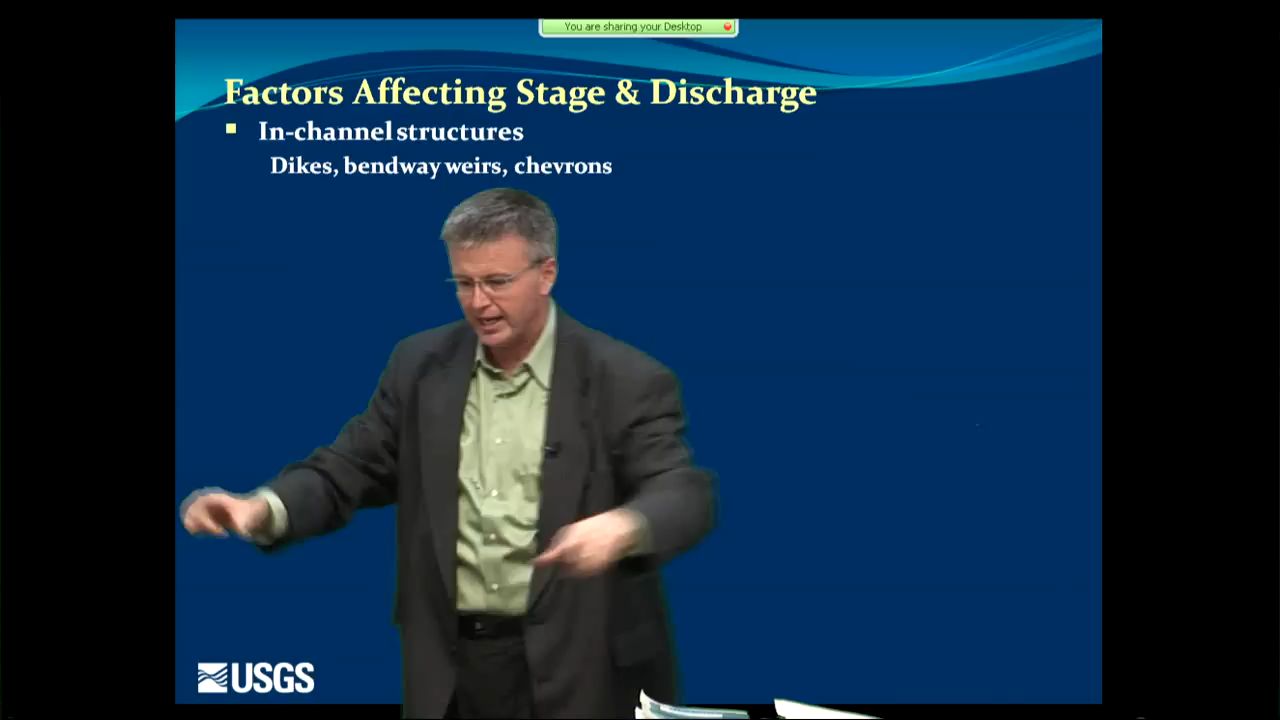 You are sharing your Desktop
Factors Affecting Stage & Discharge
In-channel structures
Dikes, bendway weirs, chevrons
USGS